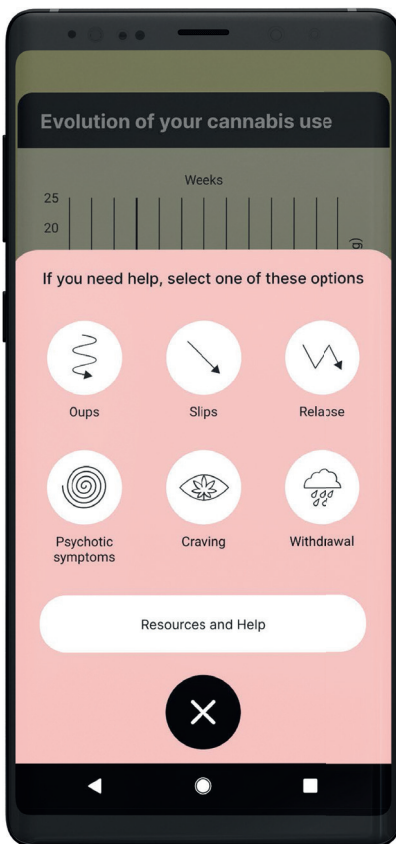 Evolution of your cannabis use
Weeks
25
20
g)
If you need help, select one of these options
Oups
Slips
Relapse
Psychotic
symptoms
Craving
Withdrawal
Resources and Help